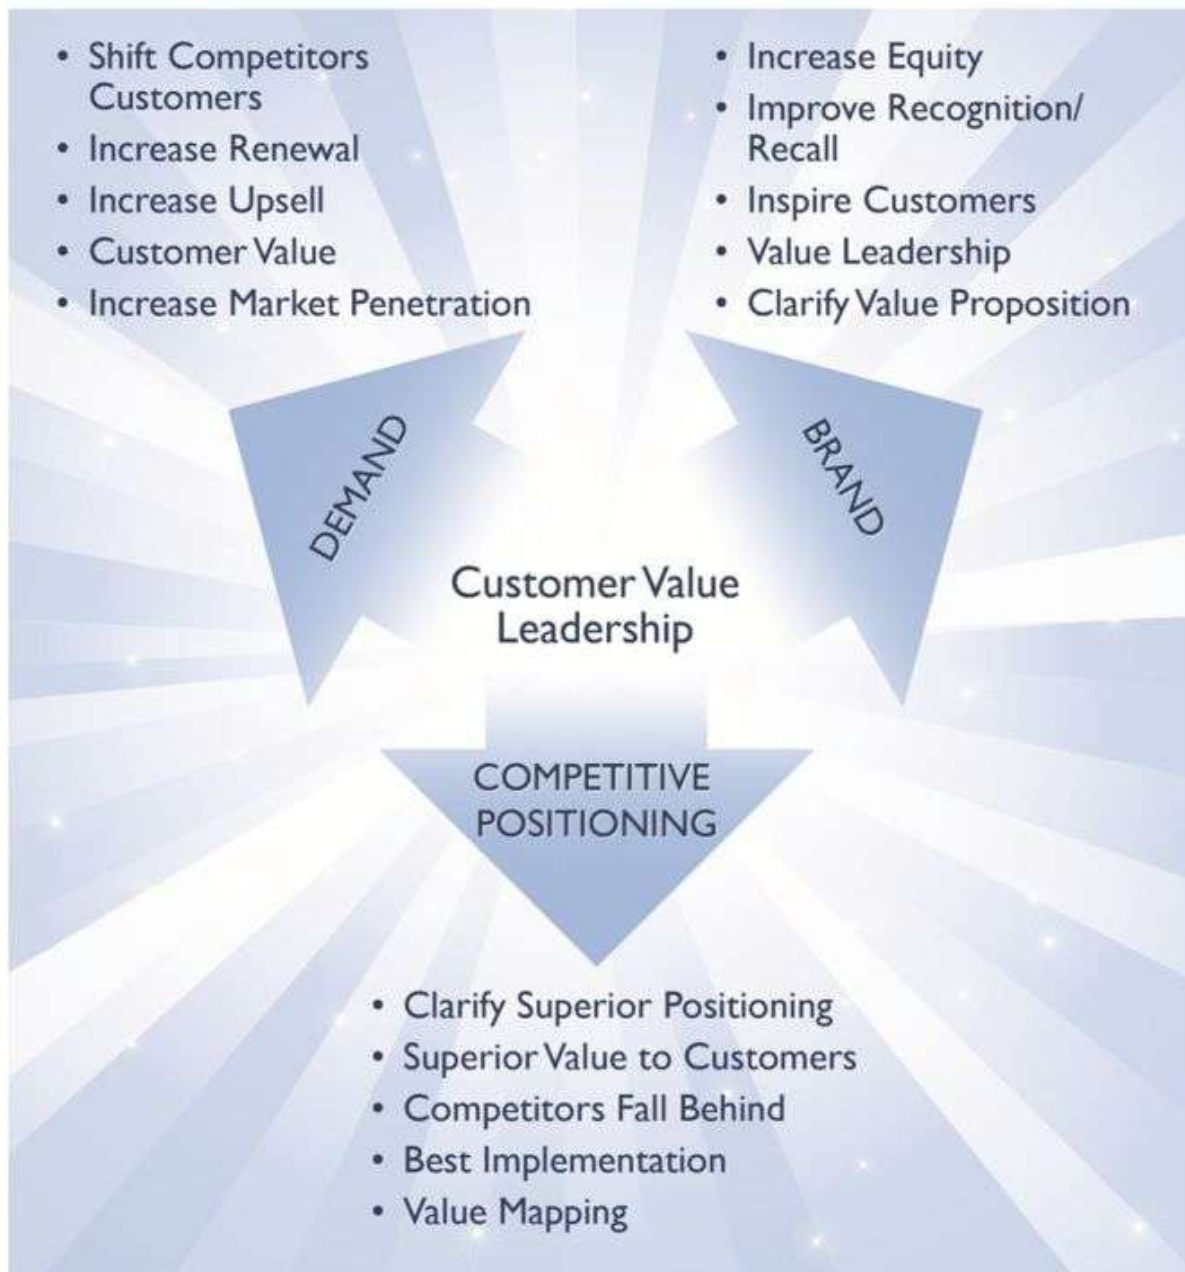 • Shift Competitors
Customers
• Increase Renewal
• Increase Upsell
• Customer Value
• Increase Market Penetration
• Increase Equity
• Improve Recognition/
Recall
• Inspire Customers
• Value Leadership
• Clarify Value Proposition
DEMAND
BRAND
Customer Value
Leadership
COMPETITIVE
POSITIONING
• Clarify Superior Positioning
• Superior Value to Customers
• Competitors Fall Behind
• Best Implementation
• Value Mapping